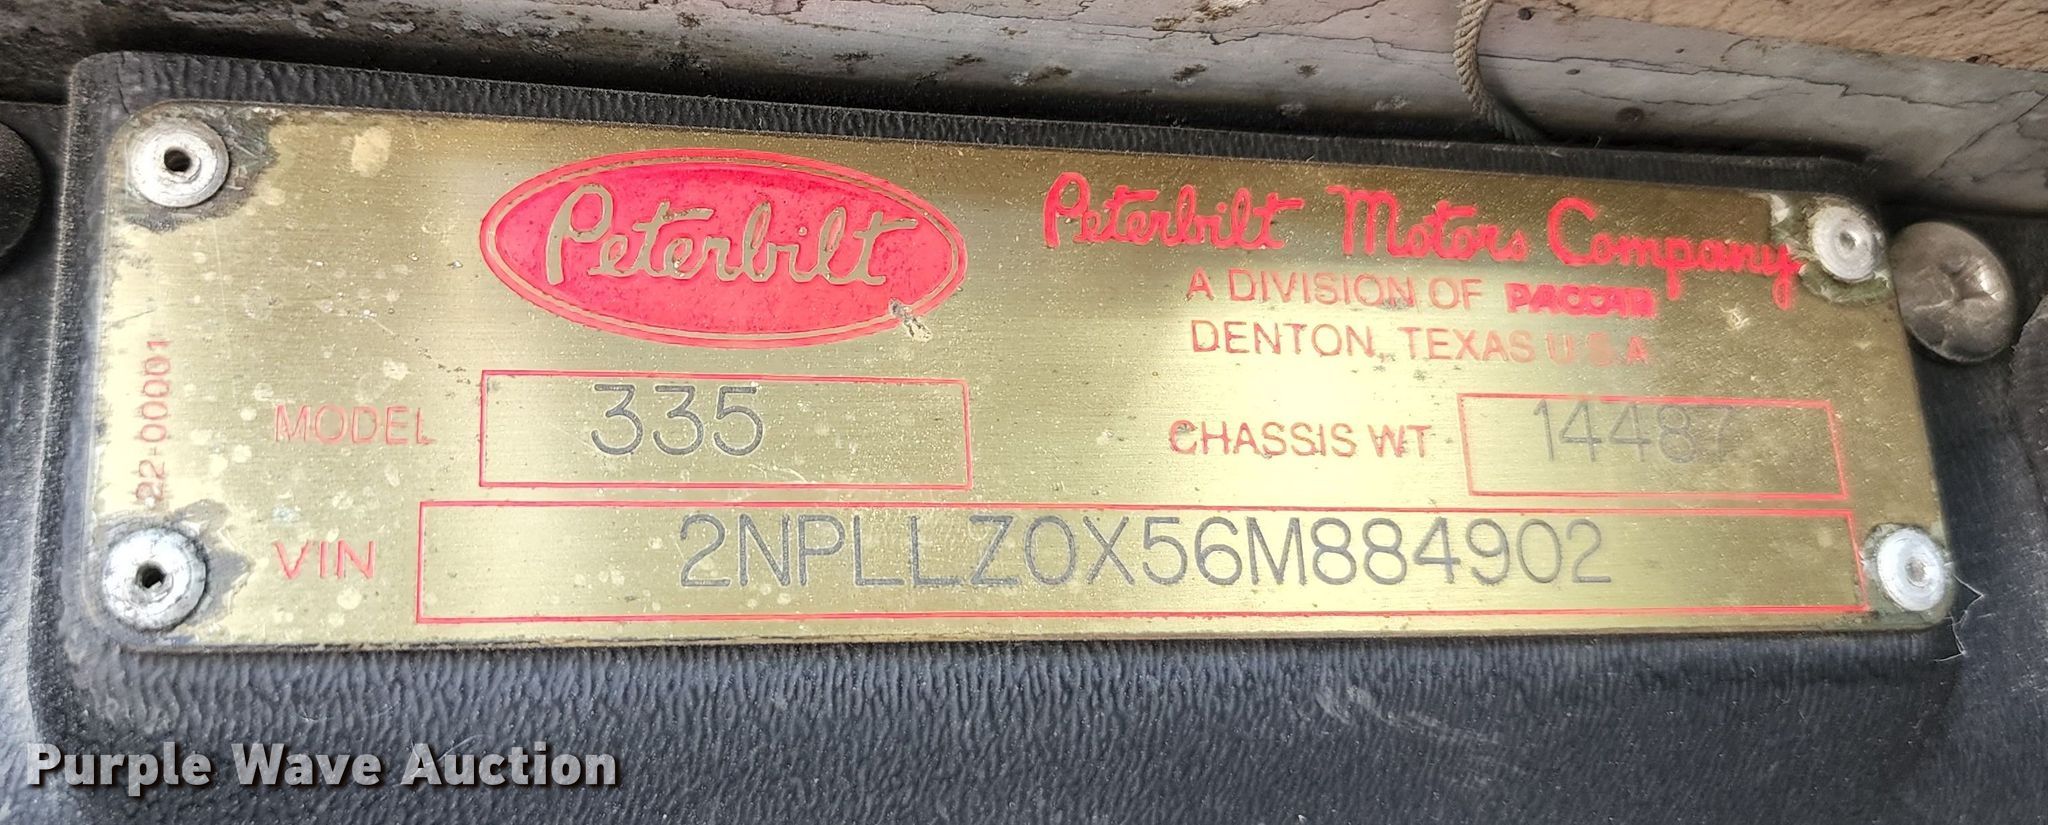 Peterbilt
Peterbilt Motors Company
A DIVISION OF PACCAR
DENTON, TEXAS U.S.A
MODEL 335
CHASSIS WT 14487
VIN 2NPLLZ0X56M884902
22-00001
Purple Wave Auction